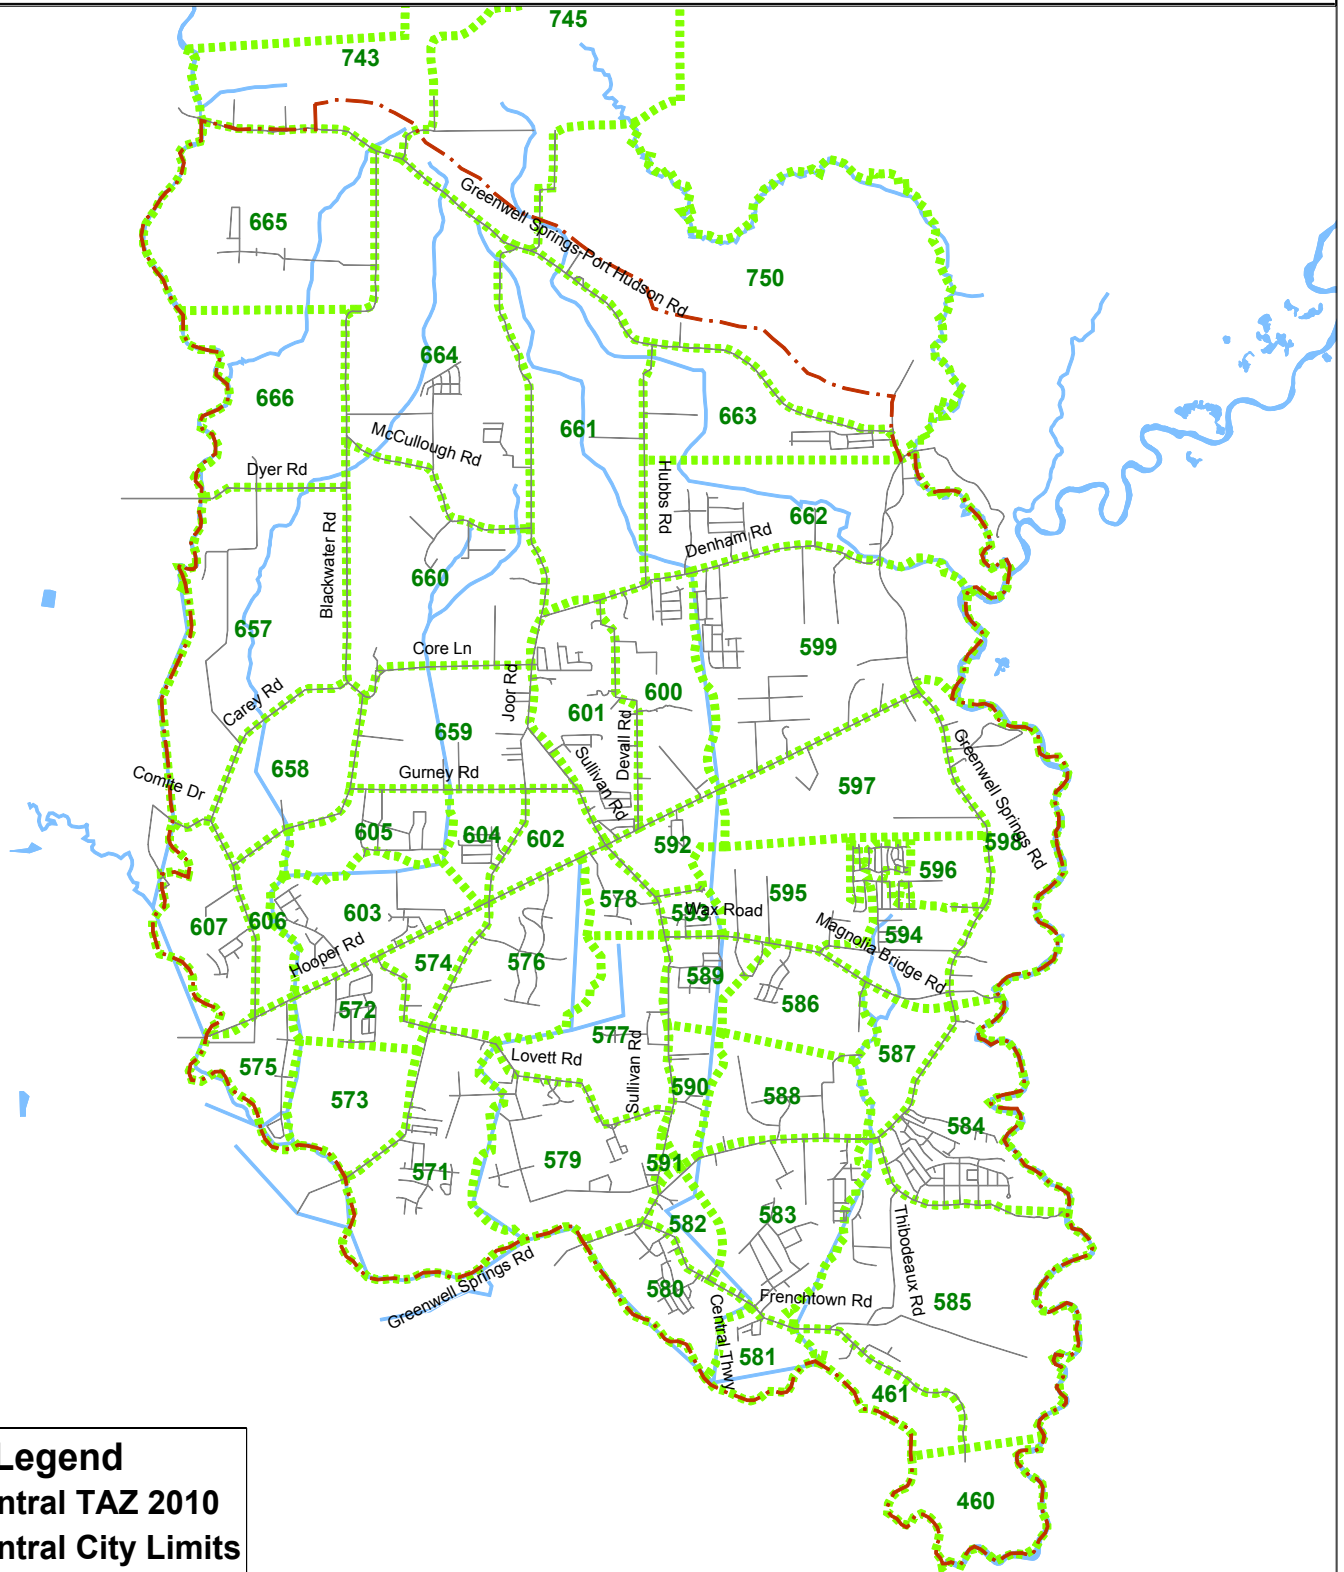 745
743
665
Greenwell Springs-Port Hudson Rd
750
664
666
661
663
McCullough Rd
Dyer Rd
Hubbs Rd
662
Blackwater Rd
Denham Rd
660
657
Core Ln
599
Joor Rd
600
Carey Rd
601
Devall Rd
659
658
Gurney Rd
Sullivan Rd
Greenwell Springs Rd
Comite Dr
597
605
604
602
592
598
596
595
578
593
Wax Road
607
606
603
594
Magnolia Bridge Rd
Hooper Rd
574
576
589
586
572
577
587
Lovett Rd
Sullivan Rd
575
573
590
588
584
579
591
571
582
583
Thibodeaux Rd
Greenwell Springs Rd
580
Central Thwy
Frenchtown Rd
585
581
461
460
Legend
ntral TAZ 2010
ntral City Limits